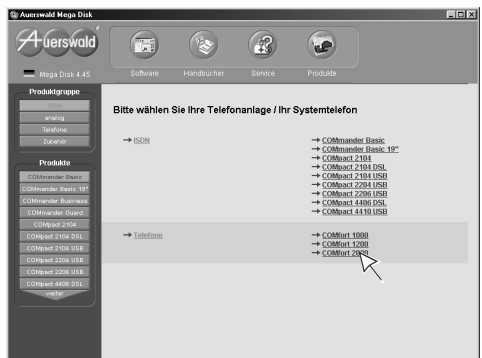 Auerswald Mega Disk
Auerswald
Mega Disk 4.45
Software
Handbücher
Service
Produkte
Produktgruppe
ISDN
analog
Telefone
Zubehör
Produkte
COMmander Basic
COMmander Basic 19"
COMmander Business
COMmander Guard
COMpact 2104
COMpact 2104 DSL
COMpact 2104 USB
COMpact 2204 USB
COMpact 2206 USB
COMpact 4406 DSL
weiter
Bitte wählen Sie Ihre Telefonanlage / Ihr Systemtelefon
→ ISDN
→ COMmander Basic
→ COMmander Basic 19"
→ COMpact 2104
→ COMpact 2104 DSL
→ COMpact 2104 USB
→ COMpact 2204 USB
→ COMpact 2206 USB
→ COMpact 4406 DSL
→ COMpact 4410 USB
→ Telefone
→ COMfort 1000
→ COMfort 1200
→ COMfort 2000